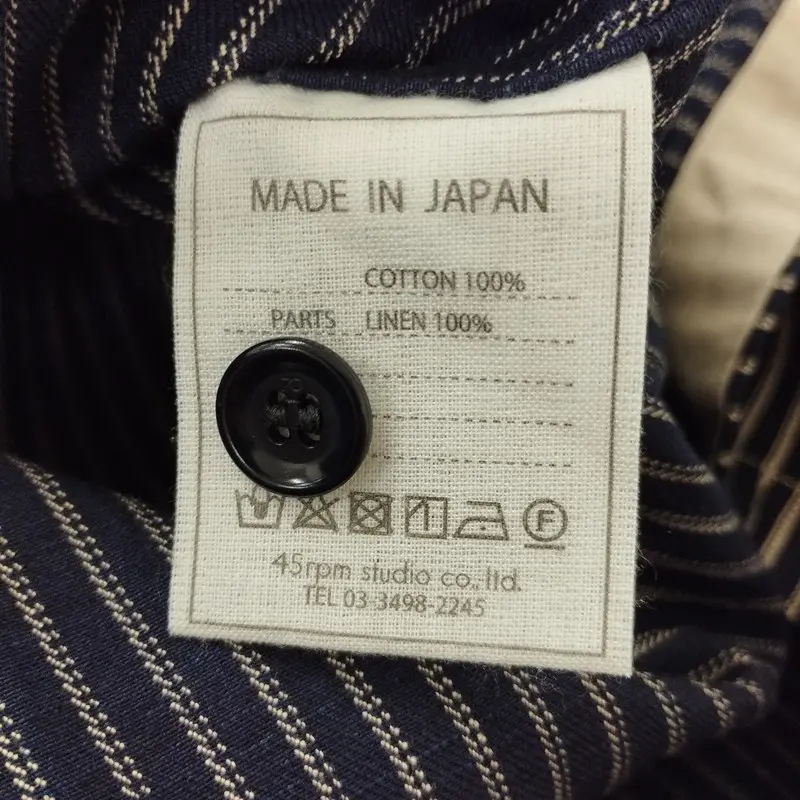 MADE IN JAPAN
COTTON 100%
PARTS LINEN 100%
F
45rpm studio co., ltd.
TEL 03-3498-2245